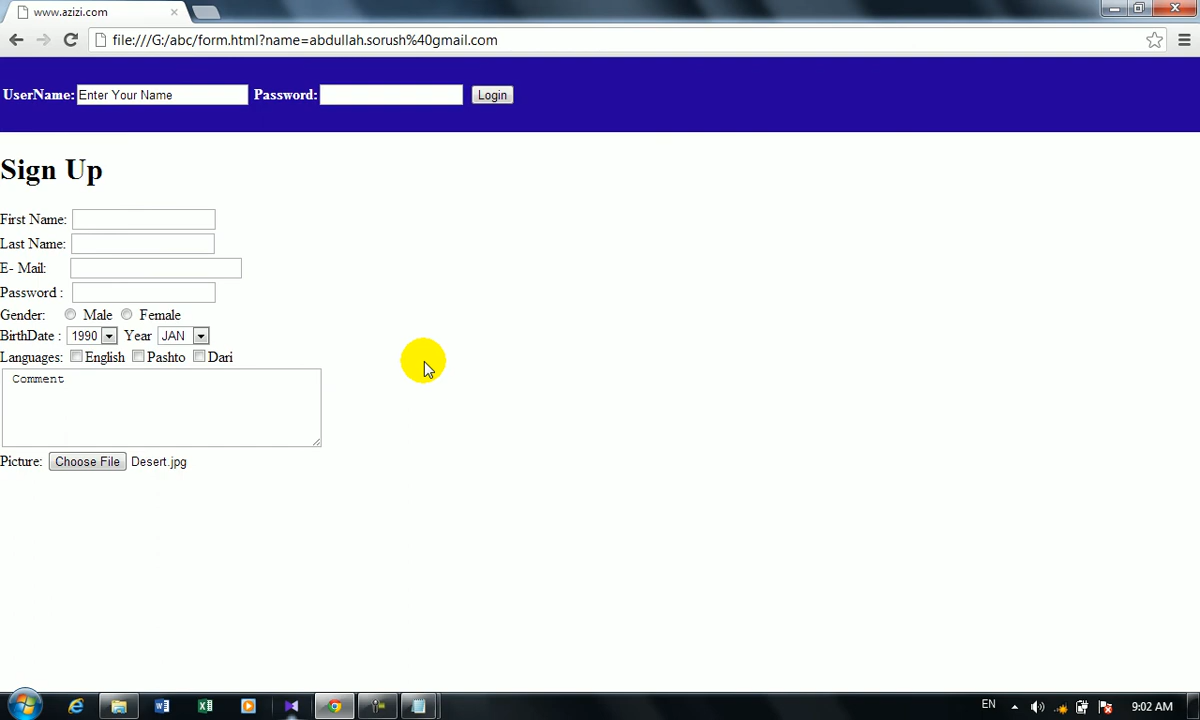 www.azizi.com
file:///G:/abc/form.html?name=abdullah.sorush%40gmail.com
UserName: Enter Your Name Password: Login
Sign Up
First Name:
Last Name:
E- Mail:
Password :
Gender: Male Female
BirthDate : 1990 Year JAN
Languages: English Pashto Dari
Comment
Picture: Choose File Desert.jpg
EN 9:02 AM